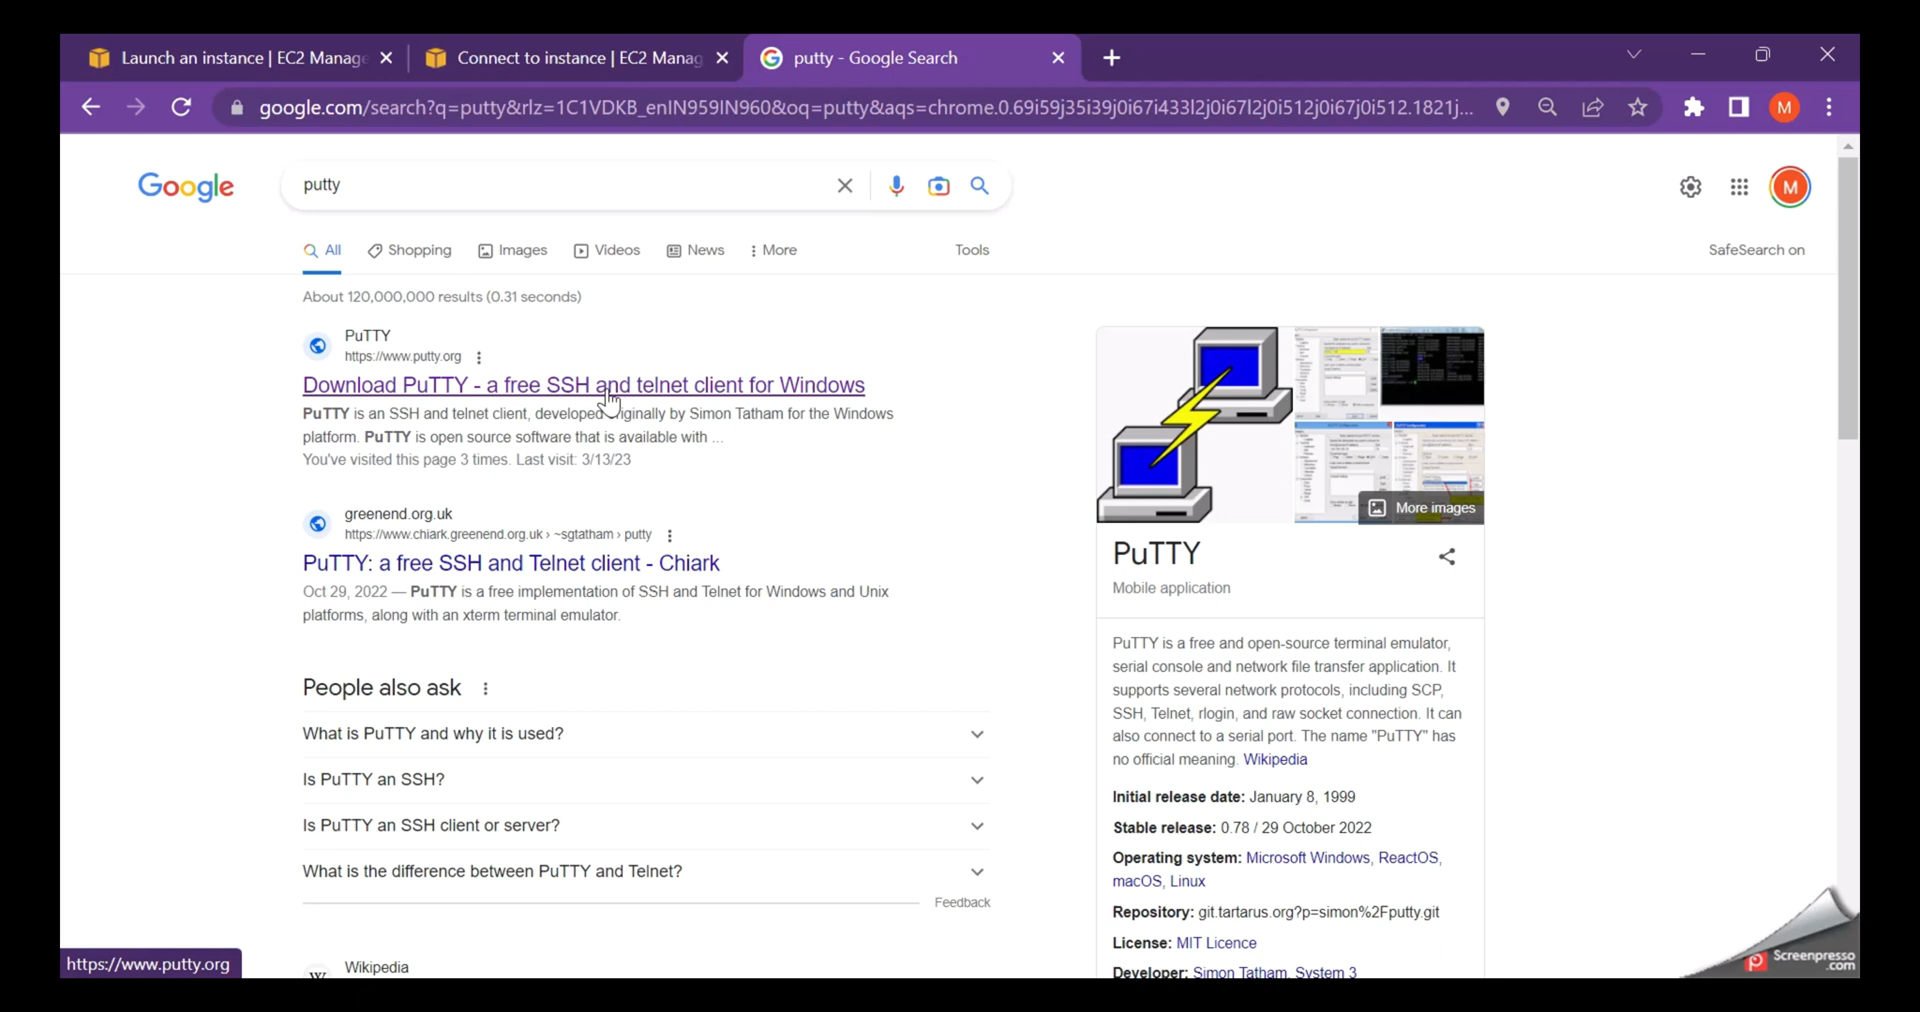 Launch an instance | EC2 Manage
Connect to instance | EC2 Manag
putty - Google Search
google.com/search?q=putty&rlz=1C1VDKB_enIN959IN960&oq=putty&aqs=chrome.0.69i59j35i39j0i67i433l2j0i67l2j0i512j0i67j0i512.1821j...
M
Google
putty
M
All
Shopping
Images
Videos
News
More
Tools
SafeSearch on
About 120,000,000 results (0.31 seconds)
PuTTY
https://www.putty.org
Download PuTTY - a free SSH and telnet client for Windows
PuTTY is an SSH and telnet client, developed originally by Simon Tatham for the Windows
platform. PuTTY is open source software that is available with ...
You've visited this page 3 times. Last visit: 3/13/23
greenend.org.uk
https://www.chiark.greenend.org.uk › ~sgtatham › putty
PuTTY: a free SSH and Telnet client - Chiark
Oct 29, 2022 — PuTTY is a free implementation of SSH and Telnet for Windows and Unix
platforms, along with an xterm terminal emulator.
People also ask
What is PuTTY and why it is used?
Is PuTTY an SSH?
Is PuTTY an SSH client or server?
What is the difference between PuTTY and Telnet?
Feedback
Wikipedia
W
https://www.putty.org
More images
PuTTY
Mobile application
PuTTY is a free and open-source terminal emulator,
serial console and network file transfer application. It
supports several network protocols, including SCP,
SSH, Telnet, rlogin, and raw socket connection. It can
also connect to a serial port. The name "PuTTY" has
no official meaning. Wikipedia
Initial release date: January 8, 1999
Stable release: 0.78 / 29 October 2022
Operating system: Microsoft Windows, ReactOS,
macOS, Linux
Repository: git.tartarus.org?p=simon%2Fputty.git
License: MIT Licence
Developer: Simon Tatham, System 3
Screenpresso
.com